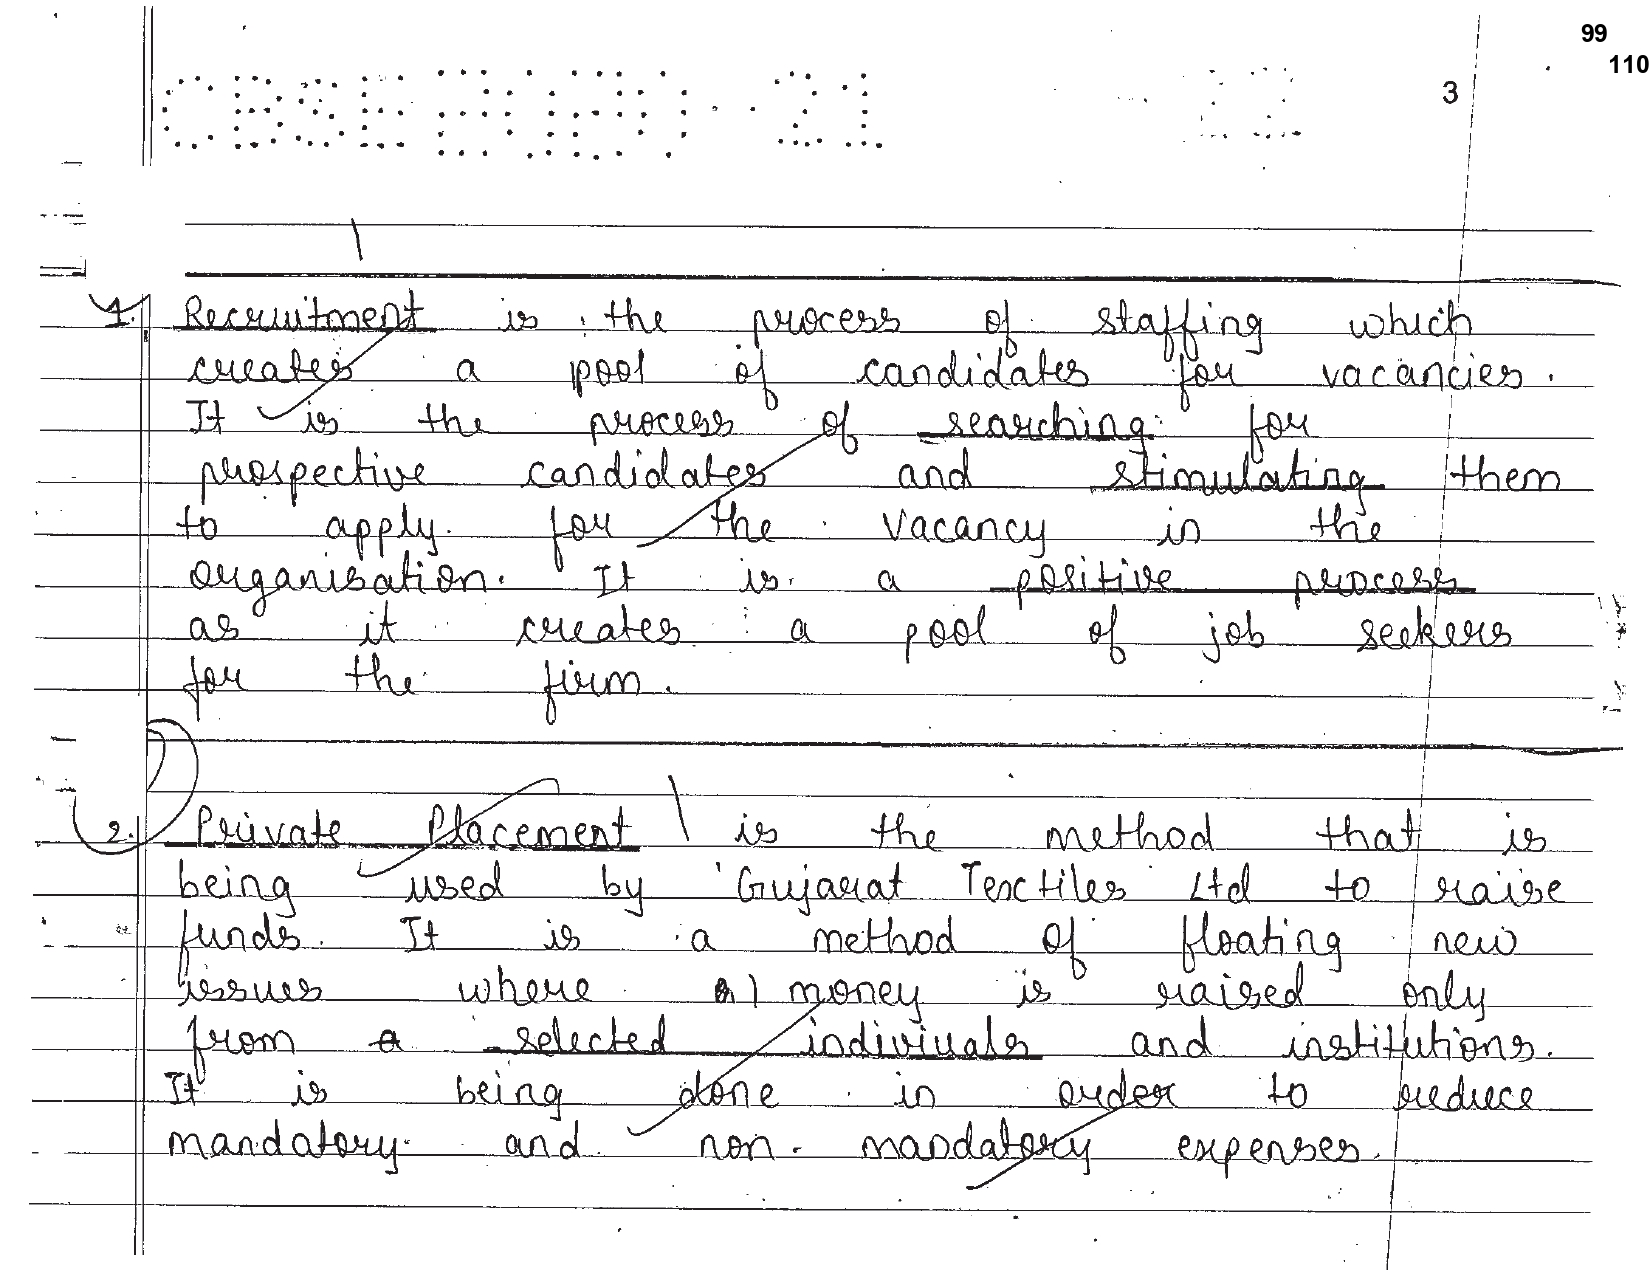 99
110
3
CBSE
21
22
1. Recruitment is the process of staffing which
creates a pool of candidates for vacancies.
It is the process of searching for
prospective candidates and stimulating them
to apply for the vacancy in the
organisation. It is a positive process
as it creates a pool of job seekers
for the firm.
2. Private Placement is the method that is
being used by Gujarat Textiles Ltd to raise
funds. It is a method of floating new
issues where money is raised only
from selected indiviuals and institutions.
It is being done in order to reduce
mandatory and non-mandatory expenses.